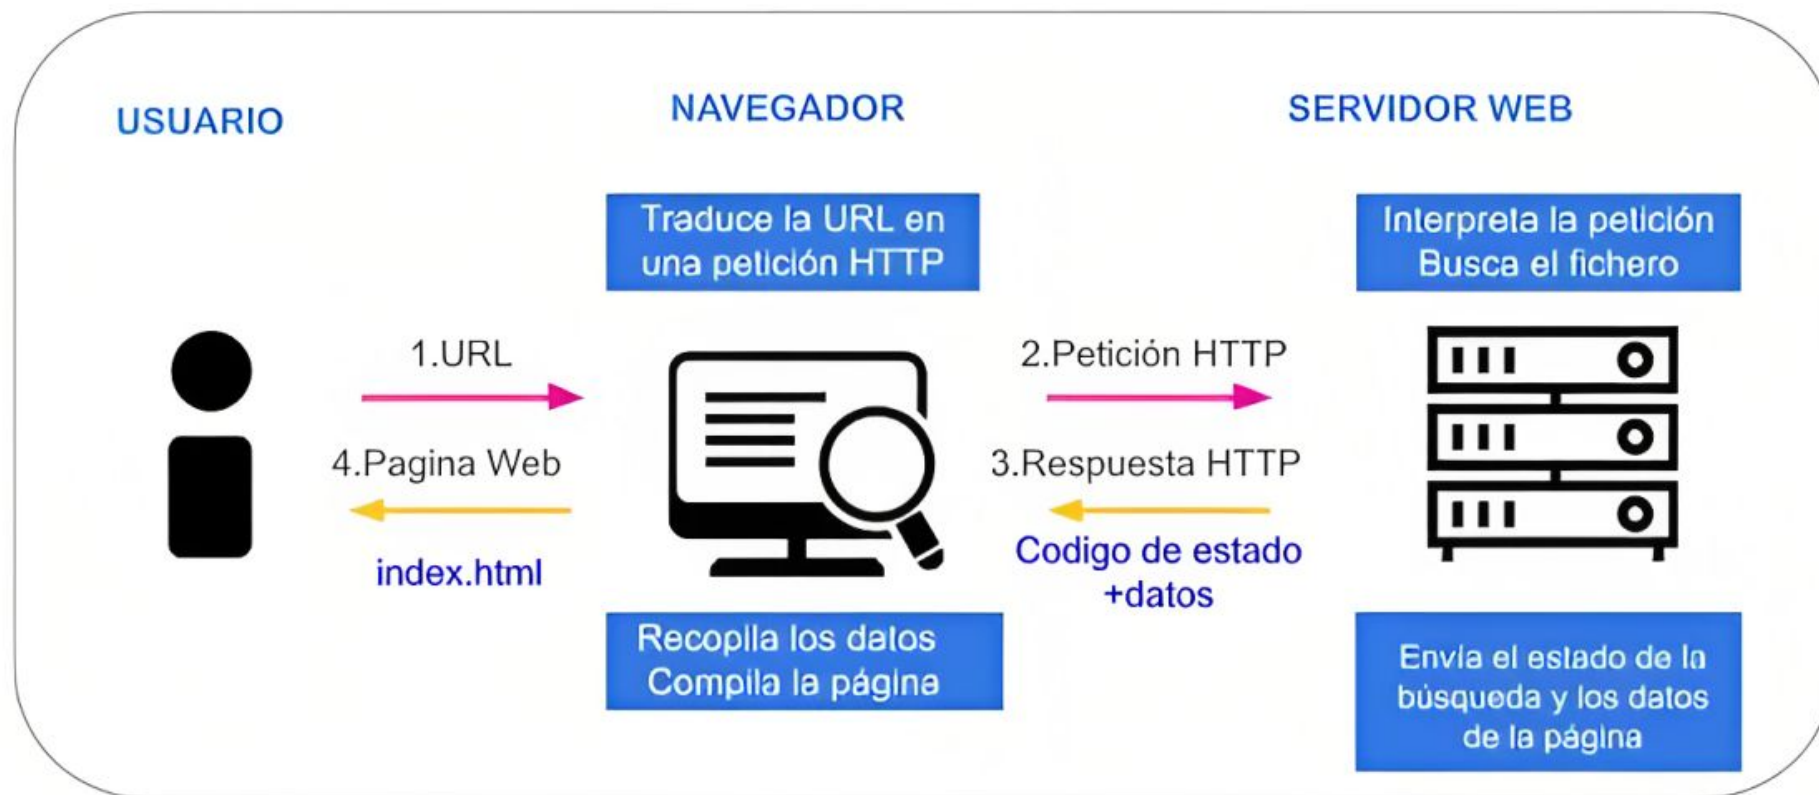 USUARIO
NAVEGADOR
SERVIDOR WEB
Traduce la URL en
una petición HTTP
Interpreta la petición
Busca el fichero
1.URL
2.Petición HTTP
4.Pagina Web
3.Respuesta HTTP
index.html
Codigo de estado
+datos
Recopila los datos
Compila la página
Envía el estado de la
búsqueda y los datos
de la página